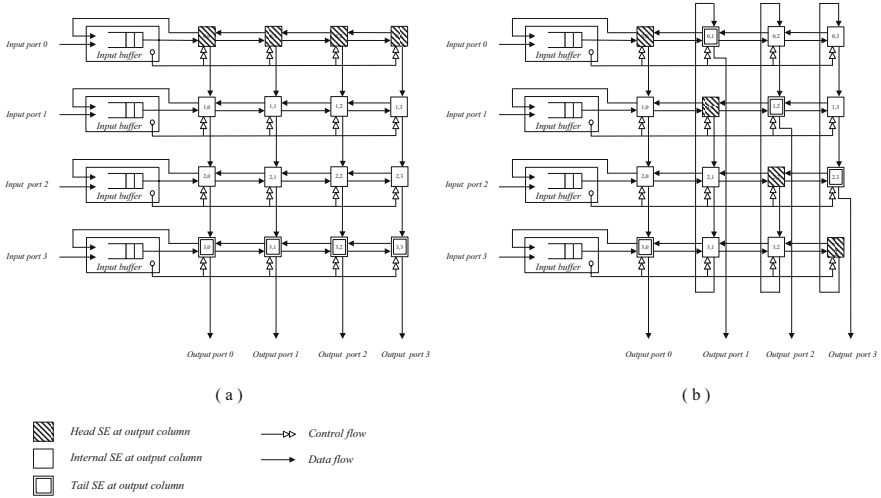 Input port 0
Input buffer
Input port 1
Input buffer
1,0
1,1
1,2
1,3
Input port 2
Input buffer
2,0
2,1
2,2
2,3
Input port 3
Input buffer
3,0
3,1
3,2
3,3
Output port 0
Output port 1
Output port 2
Output port 3
( a )
Input port 0
Input buffer
0,1
0,2
0,3
Input port 1
Input buffer
1,0
1,2
1,3
Input port 2
Input buffer
2,0
2,1
2,3
Input port 3
Input buffer
3,0
3,1
3,2
Output port 0
Output port 1
Output port 2
Output port 3
( b )
Head SE at output column
Internal SE at output column
Tail SE at output column
Control flow
Data flow